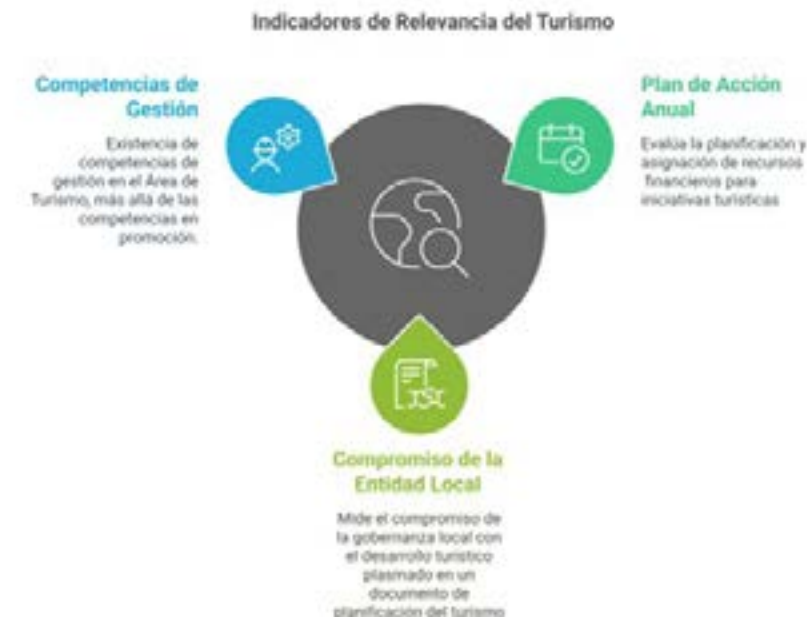 Indicadores de Relevancia del Turismo
Competencias de
Gestión
Existencia de
competencias de
gestión en el Área de
Turismo, más allá de las
competencias en
promoción.
Plan de Acción
Anual
Evalúa la planificación y
asignación de recursos
financieros para
iniciativas turísticas
Compromiso de la
Entidad Local
Mide el compromiso de
la gobernanza local con
el desarrollo turístico
plasmado en un
documento de
planificación del turismo